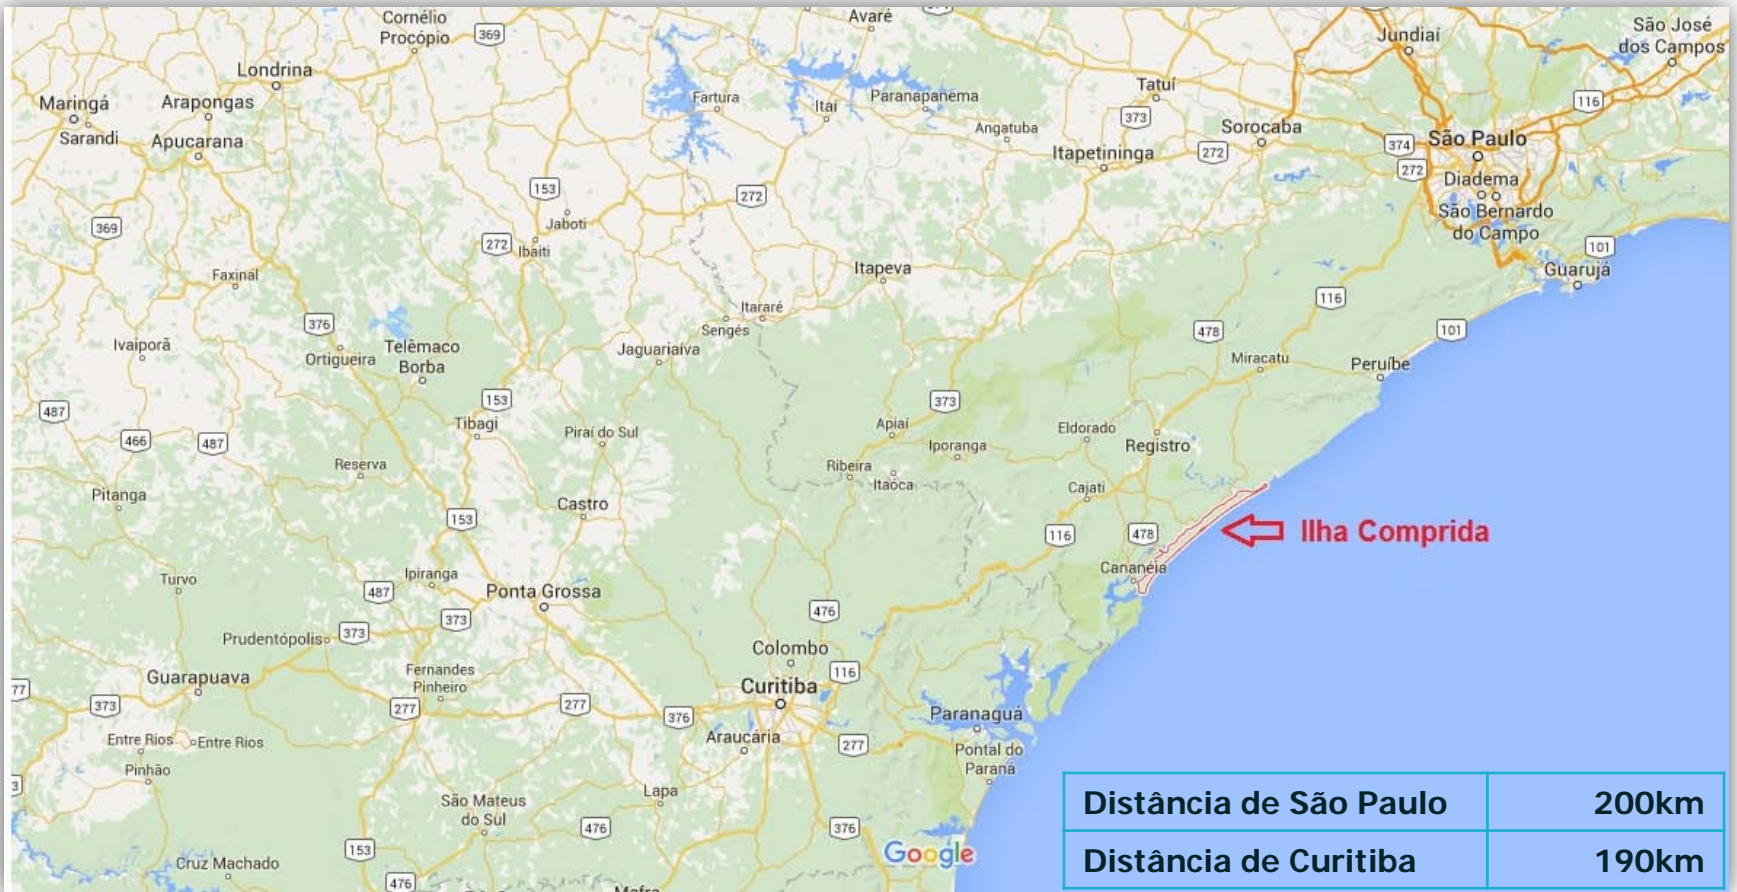 Cornélio
Procópio
369
Avaré
374
Jundiaí
São José
dos Campos
Londrina
Maringá
Arapongas
Sarandi
Apucarana
Fartura
Itaí
Paranapanema
Tatuí
116
373
Angatuba
Sorocaba
374
São Paulo
Itapetininga
272
272
Diadema
153
272
São Bernardo
do Campo
369
Jaboti
272
Ibaiti
101
Faxinal
Itapeva
Guarujá
116
Itararé
376
Sengés
478
101
Ivaiporã
Ortigueira
Telêmaco
Borba
Jaguariaíva
Miracatu
Peruíbe
487
153
373
466
487
Tibagi
Piraí do Sul
Apiaí
Iporanga
Eldorado
Registro
Reserva
Ribeira
Itaóca
Cajati
Pitanga
Castro
153
116
478
Ilha Comprida
Cananéia
Turvo
Ipiranga
487
Ponta Grossa
373
476
Prudentópolis
373
Colombo
Guarapuava
Fernandes
Pinheiro
116
77
373
277
277
Curitiba
376
Paranaguá
Entre Rios
Entre Rios
Araucária
277
Pontal do
Paraná
Pinhão
3
São Mateus
do Sul
Lapa
476
376
153
Google
Cruz Machado
476
Mafra
Distância de São Paulo 200km
Distância de Curitiba 190km